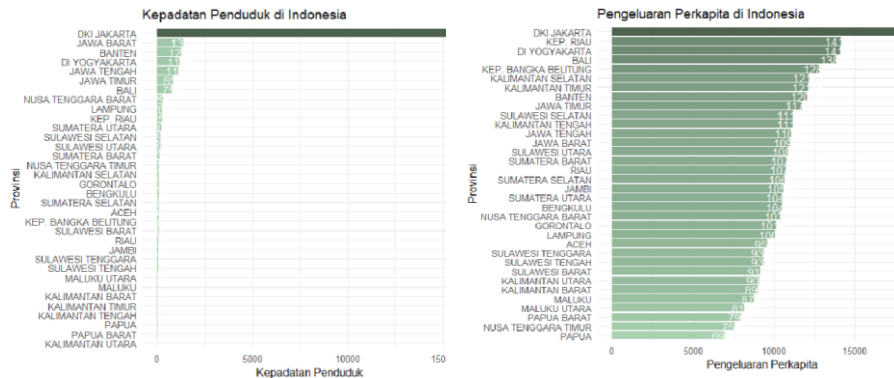 Kepadatan Penduduk di Indonesia
DKI JAKARTA
JAWA BARAT
BANTEN
DI YOGYAKARTA
JAWA TENGAH
JAWA TIMUR
BALI
NUSA TENGGARA BARAT
LAMPUNG
KEP. RIAU
SUMATERA UTARA
SULAWESI SELATAN
SULAWESI UTARA
SUMATERA BARAT
NUSA TENGGARA TIMUR
KALIMANTAN SELATAN
GORONTALO
BENGKULU
SUMATERA SELATAN
ACEH
KEP. BANGKA BELITUNG
SULAWESI BARAT
RIAU
JAMBI
SULAWESI TENGGARA
SULAWESI TENGAH
MALUKU UTARA
MALUKU
KALIMANTAN BARAT
KALIMANTAN TIMUR
KALIMANTAN TENGAH
PAPUA
PAPUA BARAT
KALIMANTAN UTARA
Provinsi
0 5000 10000
Kepadatan Penduduk
Pengeluaran Perkapita di Indonesia
DKI JAKARTA
KEP. RIAU
DI YOGYAKARTA
BALI
KEP. BANGKA BELITUNG
KALIMANTAN SELATAN
KALIMANTAN TIMUR
BANTEN
JAWA TIMUR
SULAWESI SELATAN
KALIMANTAN TENGAH
JAWA TENGAH
JAWA BARAT
SULAWESI UTARA
SUMATERA BARAT
RIAU
SUMATERA SELATAN
JAMBI
SUMATERA UTARA
BENGKULU
NUSA TENGGARA BARAT
GORONTALO
LAMPUNG
ACEH
SULAWESI TENGGARA
SULAWESI TENGAH
SULAWESI BARAT
KALIMANTAN UTARA
KALIMANTAN BARAT
MALUKU
MALUKU UTARA
PAPUA BARAT
NUSA TENGGARA TIMUR
PAPUA
Provinsi
0 5000 10000 15000
Pengeluaran Perkapita